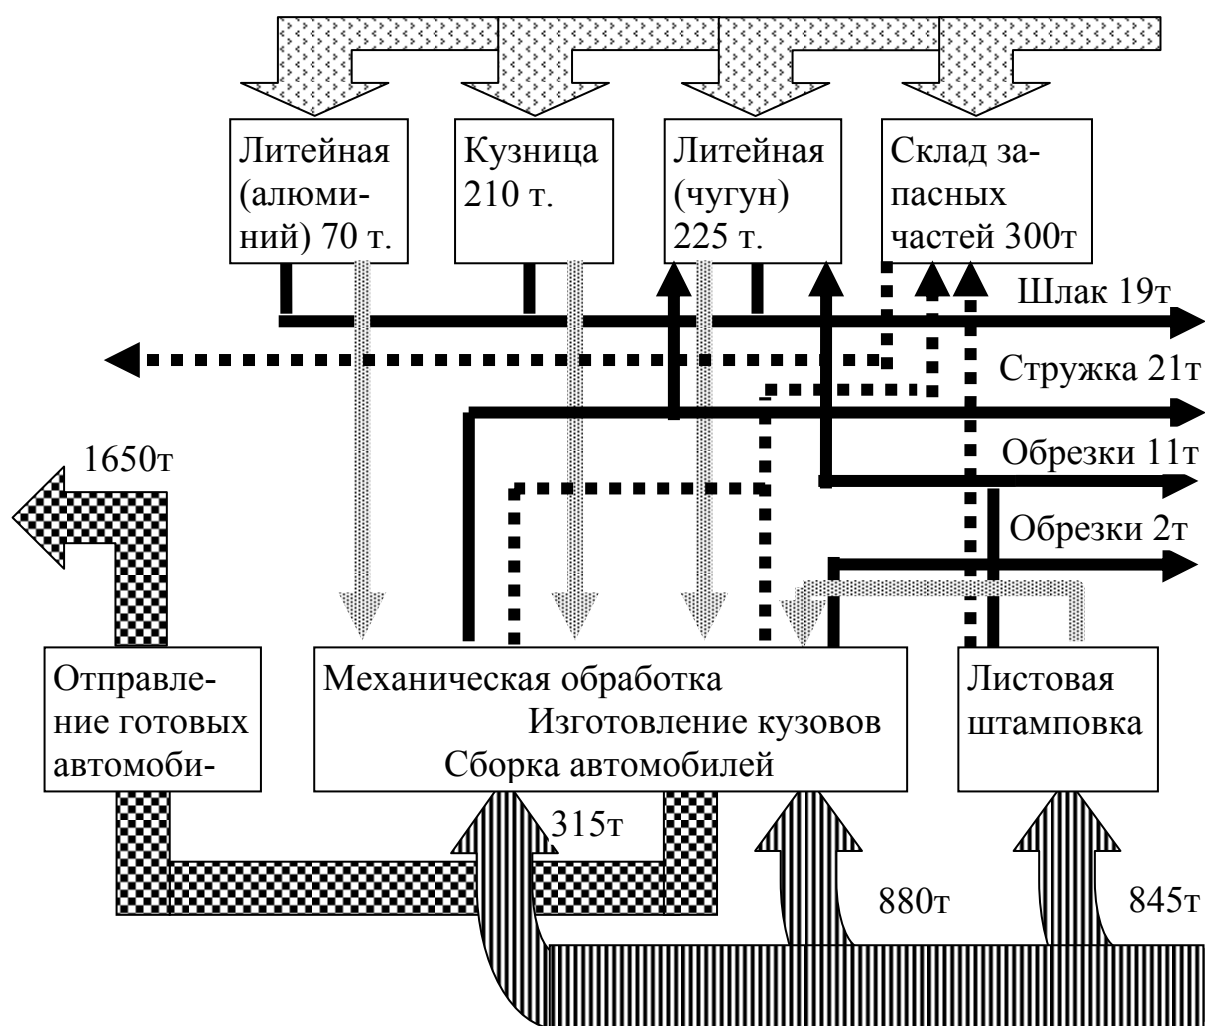 Литейная
(алюми-
ний) 70 т.
Кузница
210 т.
Литейная
(чугун)
225 т.
Склад за-
пасных
частей 300т
Шлак 19т
Стружка 21т
1650т
Обрезки 11т
Обрезки 2т
Отправле-
ние готовых
автомоби-
Механическая обработка
Изготовление кузовов
Сборка автомобилей
Листовая
штамповка
315т
880т
845т